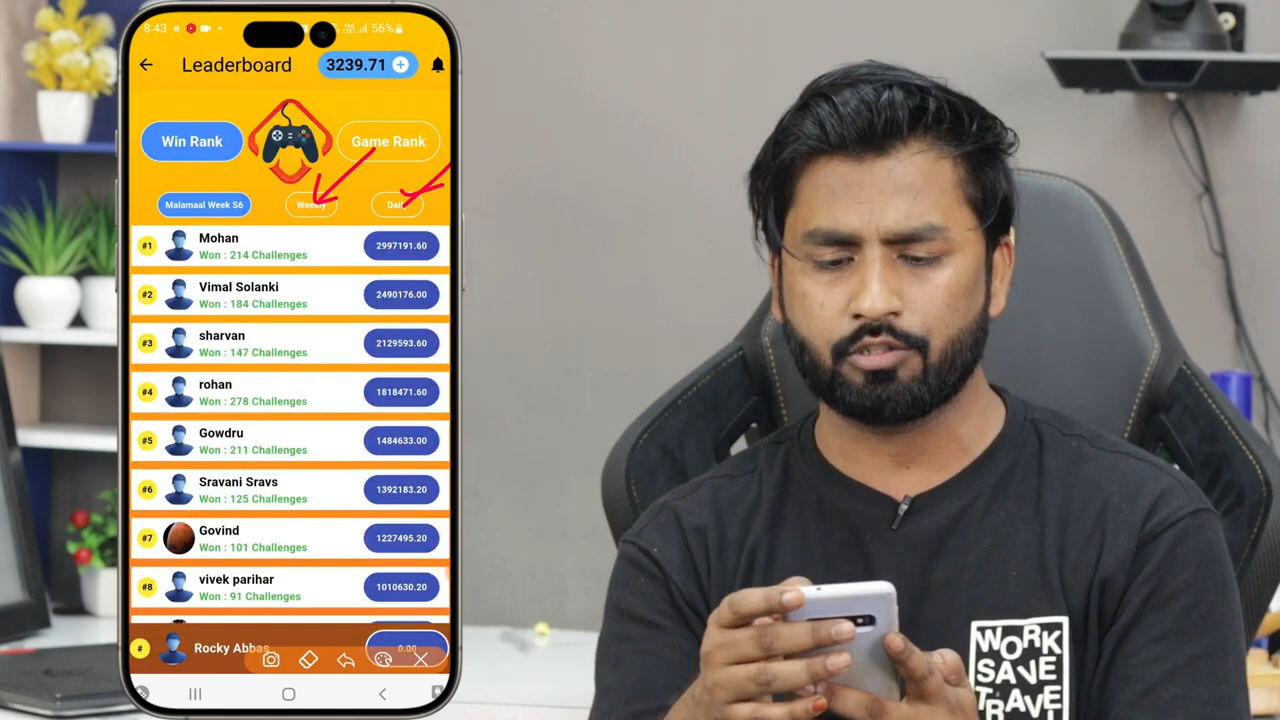 8:43
56%
Leaderboard
3239.71
Win Rank
Game Rank
Malamaal Week S6
Weekly
Daily
#1
Mohan
Won : 214 Challenges
2997191.60
#2
Vimal Solanki
Won : 184 Challenges
2490176.00
#3
sharvan
Won : 147 Challenges
2129593.60
#4
rohan
Won : 278 Challenges
1818471.60
#5
Gowdru
Won : 211 Challenges
1484633.00
#6
Sravani Sravs
Won : 125 Challenges
1392183.20
#7
Govind
Won : 101 Challenges
1227495.20
#8
vivek parihar
Won : 91 Challenges
1010630.20
#
Rocky Abbas
0.00
WORK
SAVE
TRAVEL